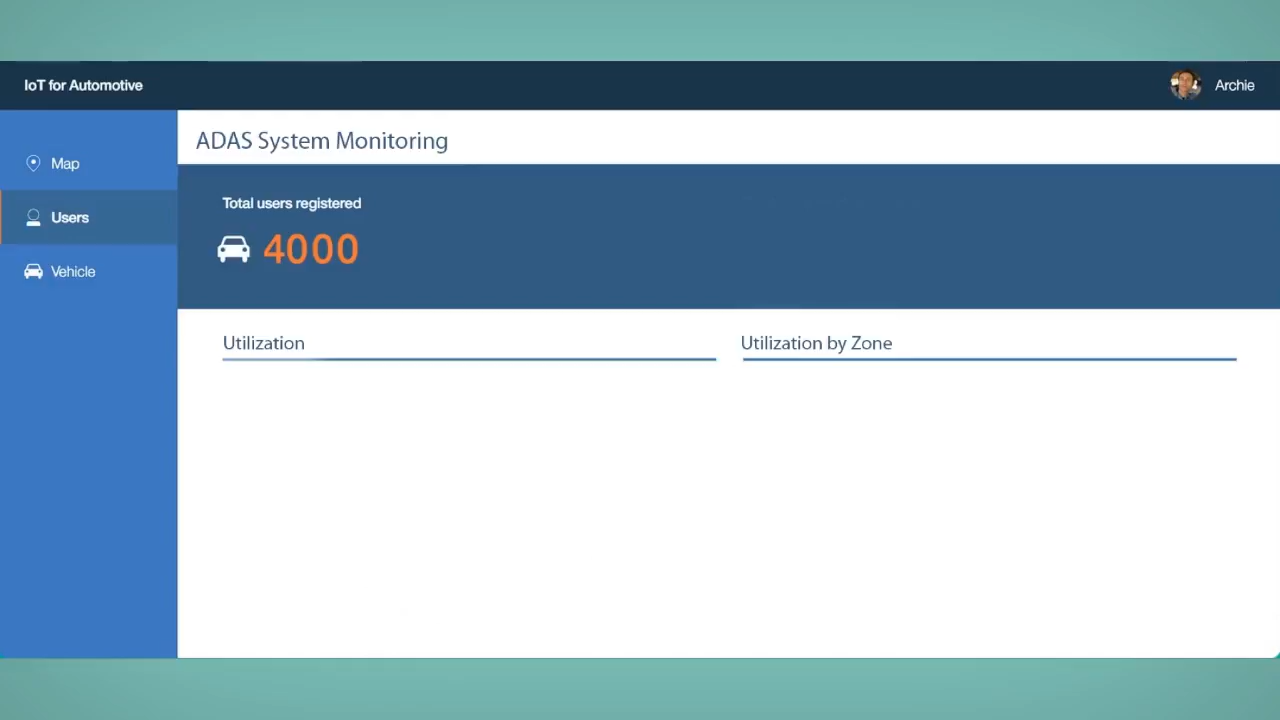 IoT for Automotive
Archie
ADAS System Monitoring
Map
Users
Vehicle
Total users registered
4000
Utilization
Utilization by Zone